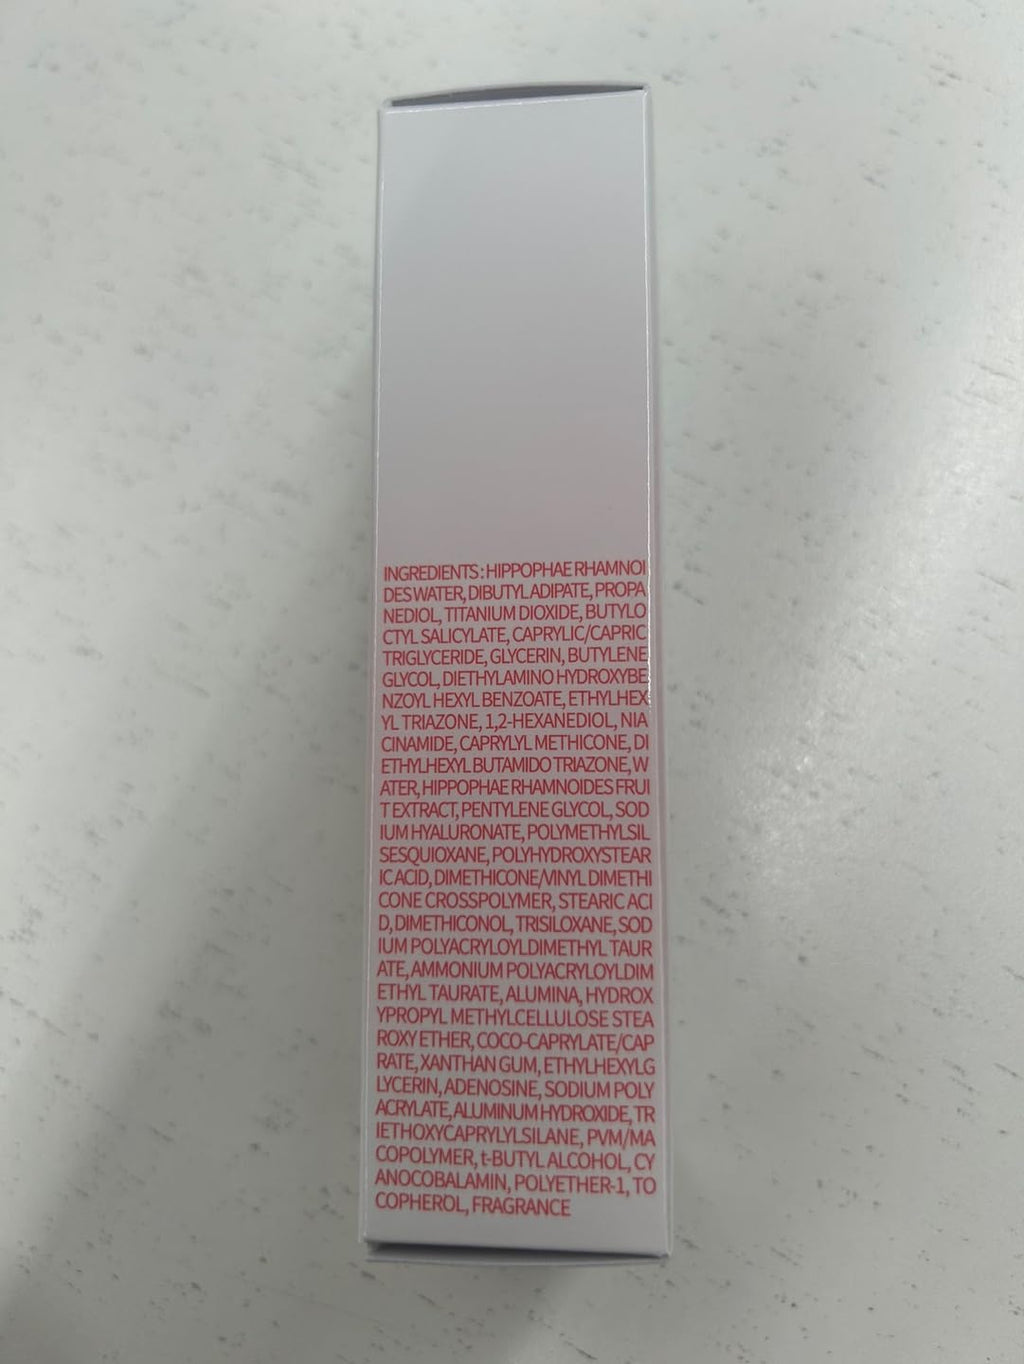 INGREDIENTS : HIPPOPHAE RHAMNOI
DES WATER, DIBUTYL ADIPATE, PROPA
NEDIOL, TITANIUM DIOXIDE, BUTYLO
CTYL SALICYLATE, CAPRYLIC/CAPRIC
TRIGLYCERIDE, GLYCERIN, BUTYLENE
GLYCOL, DIETHYLAMINO HYDROXYBE
NZOYL HEXYL BENZOATE, ETHYLHEX
YL TRIAZONE, 1,2-HEXANEDIOL, NIA
CINAMIDE, CAPRYLYL METHICONE, DI
ETHYLHEXYL BUTAMIDO TRIAZONE, W
ATER, HIPPOPHAE RHAMNOIDES FRUI
T EXTRACT, PENTYLENE GLYCOL, SOD
IUM HYALURONATE, POLYMETHYLSIL
SESQUIOXANE, POLYHYDROXYSTEAR
IC ACID, DIMETHICONE/VINYL DIMETHI
CONE CROSSPOLYMER, STEARIC ACI
D, DIMETHICONOL, TRISILOXANE, SOD
IUM POLYACRYLOYLDIMETHYL TAUR
ATE, AMMONIUM POLYACRYLOYLDIM
ETHYL TAURATE, ALUMINA, HYDROX
YPROPYL METHYLCELLULOSE STEA
ROXY ETHER, COCO-CAPRYLATE/CAP
RATE, XANTHAN GUM, ETHYLHEXYLG
LYCERIN, ADENOSINE, SODIUM POLY
ACRYLATE, ALUMINUM HYDROXIDE, TR
IETHOXYCAPRYLYLSILANE, PVM/MA
COPOLYMER, t-BUTYL ALCOHOL, CY
ANOCOBALAMIN, POLYETHER-1, TO
COPHEROL, FRAGRANCE